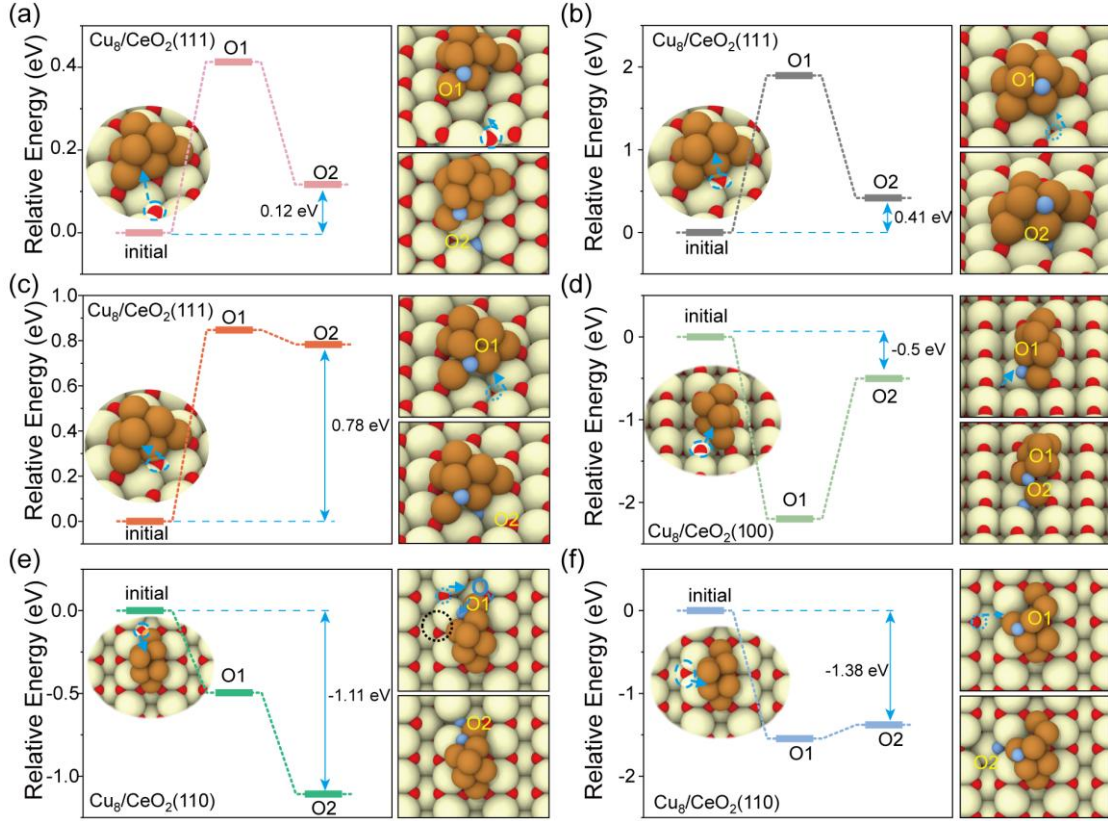 (a)
Relative Energy (eV)
0.4
0.2
0.0
Cu8/CeO2(111)
O1
O2
0.12 eV
initial
O1
O2
(b)
Relative Energy (eV)
2
1
0
Cu8/CeO2(111)
O1
O2
0.41 eV
initial
O1
O2
(c)
Relative Energy (eV)
1.0
0.8
0.6
0.4
0.2
0.0
Cu8/CeO2(111)
O1
O2
0.78 eV
initial
O1
O2
(d)
Relative Energy (eV)
0
-1
-2
initial
-0.5 eV
O2
O1
Cu8/CeO2(100)
O1
O1
O2
(e)
Relative Energy (eV)
0.0
-0.5
-1.0
initial
O1
-1.11 eV
O2
Cu8/CeO2(110)
O1
O2
(f)
Relative Energy (eV)
0
-1
-2
initial
-1.38 eV
O1
O2
Cu8/CeO2(110)
O1
O2